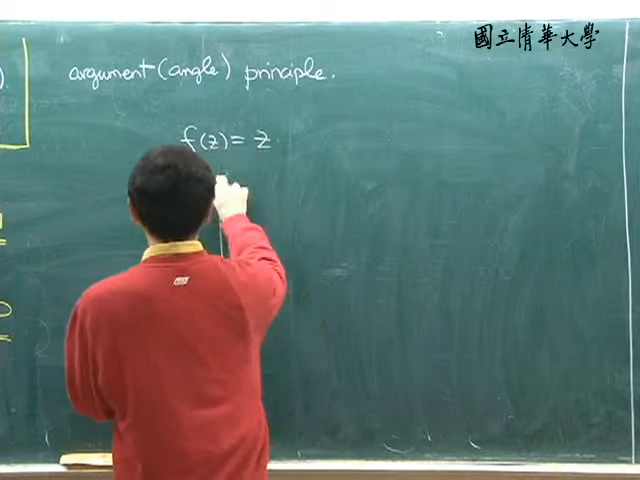 國立清華大學
argument (angle) principle.
f(z) = z